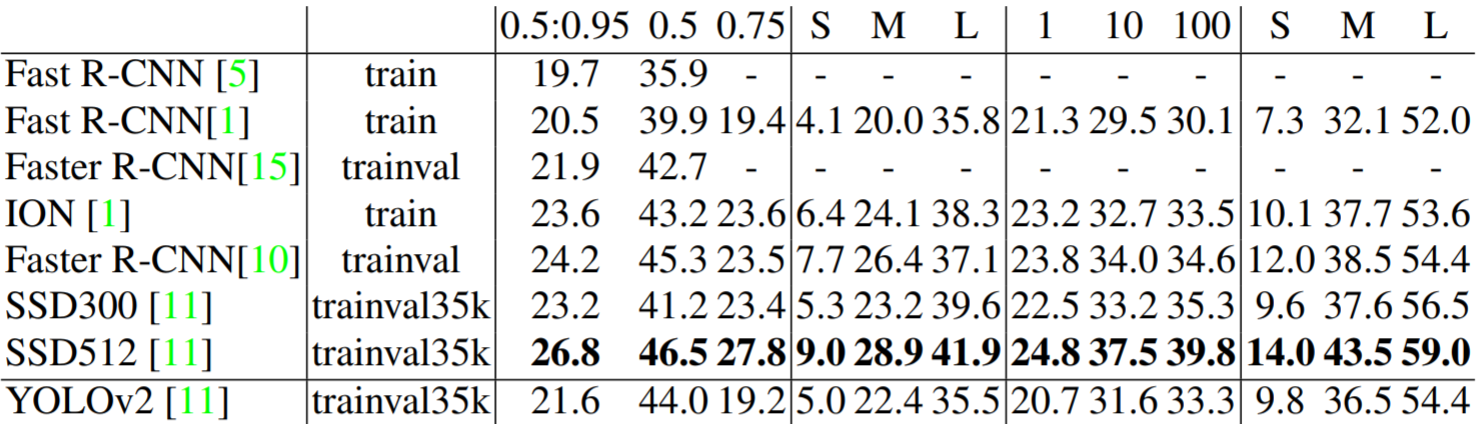 0.5:0.95 0.5 0.75 S M L 1 10 100 S M L
Fast R-CNN [5] train 19.7 35.9 - - - - - - - - - -
Fast R-CNN[1] train 20.5 39.9 19.4 4.1 20.0 35.8 21.3 29.5 30.1 7.3 32.1 52.0
Faster R-CNN[15] trainval 21.9 42.7 - - - - - - - - - -
ION [1] train 23.6 43.2 23.6 6.4 24.1 38.3 23.2 32.7 33.5 10.1 37.7 53.6
Faster R-CNN[10] trainval 24.2 45.3 23.5 7.7 26.4 37.1 23.8 34.0 34.6 12.0 38.5 54.4
SSD300 [11] trainval35k 23.2 41.2 23.4 5.3 23.2 39.6 22.5 33.2 35.3 9.6 37.6 56.5
SSD512 [11] trainval35k 26.8 46.5 27.8 9.0 28.9 41.9 24.8 37.5 39.8 14.0 43.5 59.0
YOLOv2 [11] trainval35k 21.6 44.0 19.2 5.0 22.4 35.5 20.7 31.6 33.3 9.8 36.5 54.4